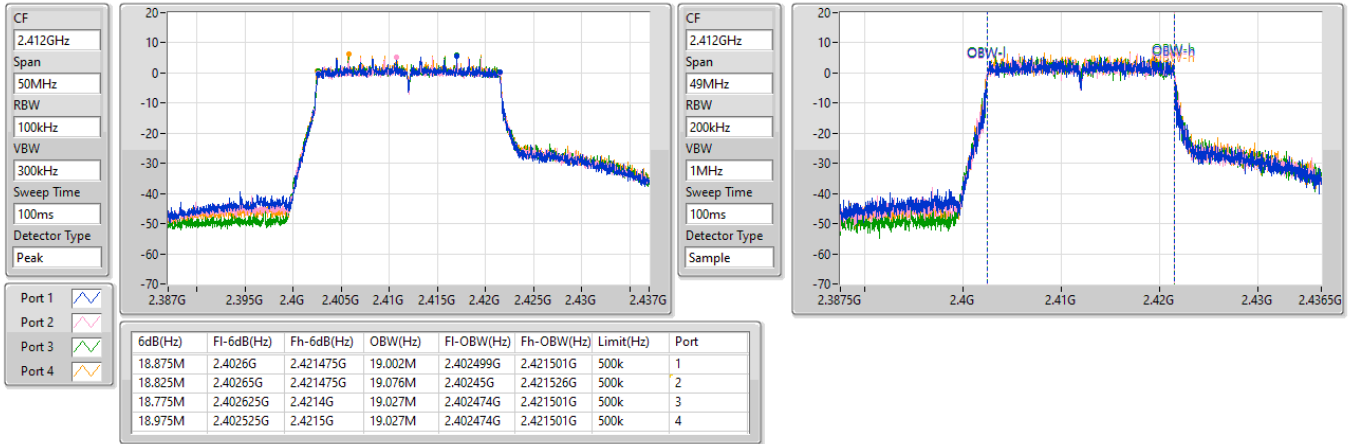 CF
2.412GHz
Span
50MHz
RBW
100kHz
VBW
300kHz
Sweep Time
100ms
Detector Type
Peak
20
10
0
-10
-20
-30
-40
-50
-60
-70
2.387G 2.395G 2.4G 2.405G 2.41G 2.415G 2.42G 2.425G 2.43G 2.437G
CF
2.412GHz
Span
49MHz
RBW
200kHz
VBW
1MHz
Sweep Time
100ms
Detector Type
Sample
20
10
0
-10
-20
-30
-40
-50
-60
-70
OBW-l OBW-h
2.3875G 2.4G 2.41G 2.42G 2.43G 2.4365G
Port 1
Port 2
Port 3
Port 4
6dB(Hz) Fl-6dB(Hz) Fh-6dB(Hz) OBW(Hz) Fl-OBW(Hz) Fh-OBW(Hz) Limit(Hz) Port
18.875M 2.4026G 2.421475G 19.002M 2.402499G 2.421501G 500k 1
18.825M 2.40265G 2.421475G 19.076M 2.40245G 2.421526G 500k 2
18.775M 2.402625G 2.4214G 19.027M 2.402474G 2.421501G 500k 3
18.975M 2.402525G 2.4215G 19.027M 2.402474G 2.421501G 500k 4